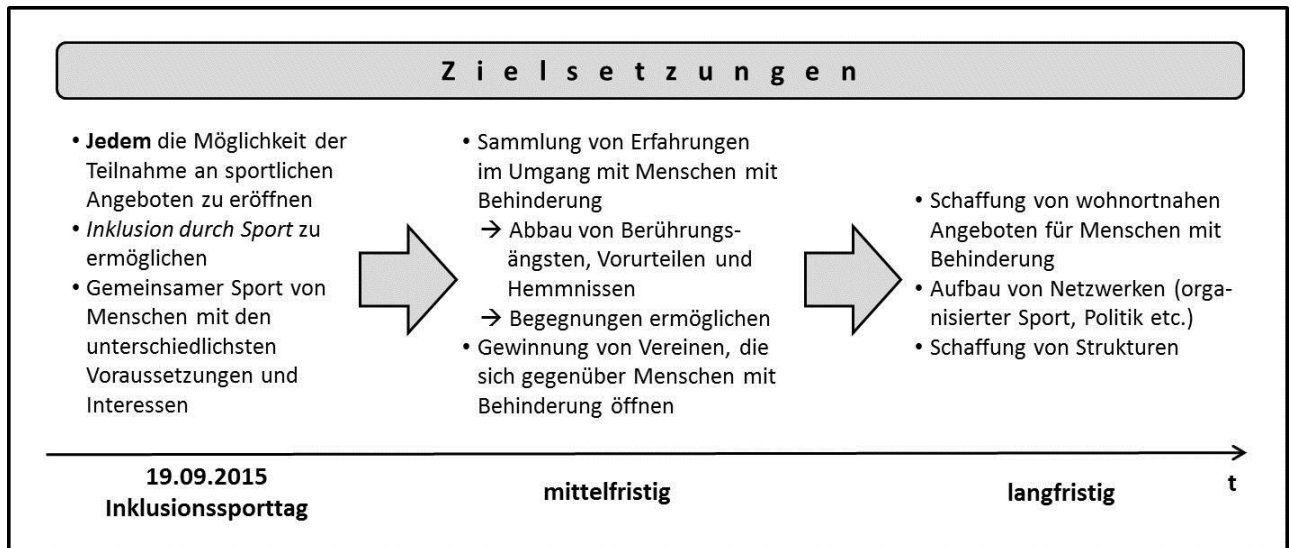 Zielsetzungen
• Jedem die Möglichkeit der
Teilnahme an sportlichen
Angeboten zu eröffnen
• Inklusion durch Sport zu
ermöglichen
• Gemeinsamer Sport von
Menschen mit den
unterschiedlichsten
Voraussetzungen und
Interessen
• Sammlung von Erfahrungen
im Umgang mit Menschen mit
Behinderung
→ Abbau von Berührungs-
ängsten, Vorurteilen und
Hemmnissen
→ Begegnungen ermöglichen
• Gewinnung von Vereinen, die
sich gegenüber Menschen mit
Behinderung öffnen
• Schaffung von wohnortnahen
Angeboten für Menschen mit
Behinderung
• Aufbau von Netzwerken (orga-
nisierter Sport, Politik etc.)
• Schaffung von Strukturen
19.09.2015
Inklusionssporttag
mittelfristig
langfristig
t